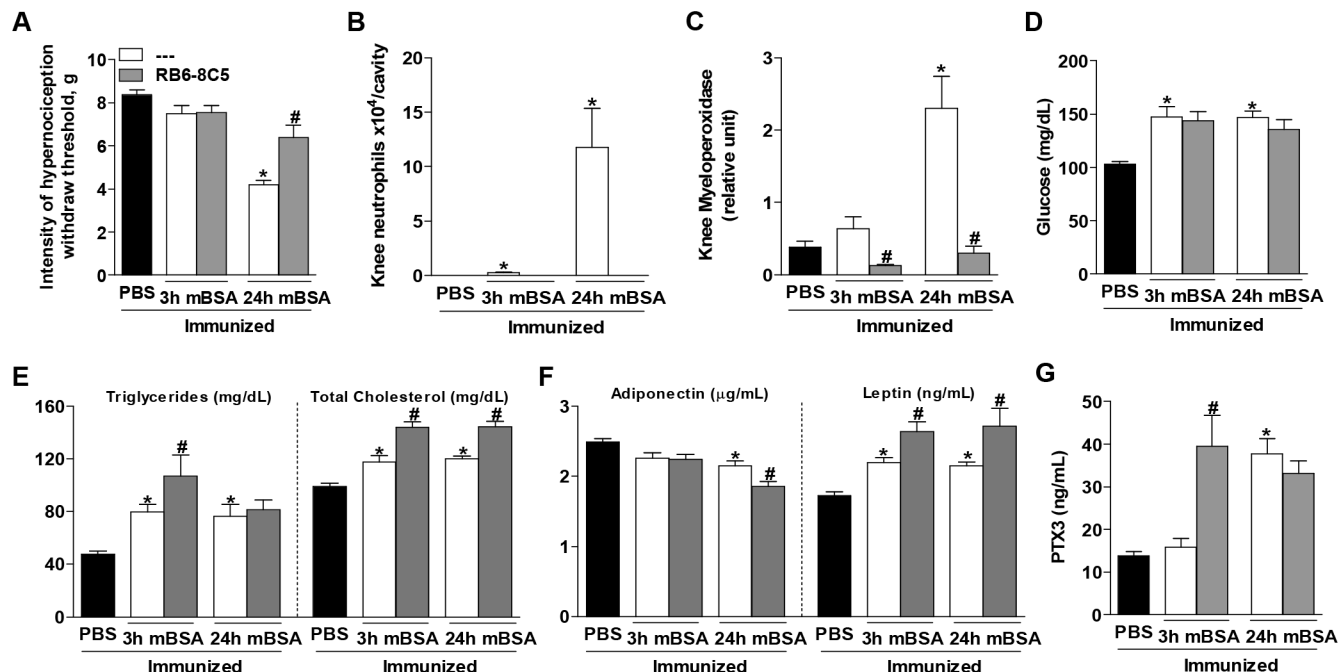 A
Intensity of hypernociception
withdraw threshold, g
10
8
6
4
2
0
---
RB6-8C5
*
#
PBS
3h mBSA
24h mBSA
Immunized
B
Knee neutrophils x10⁴/cavity
20
15
10
5
0
*
*
PBS
3h mBSA
24h mBSA
Immunized
C
Knee Myeloperoxidase
(relative unit)
3
2
1
0
#
*
#
PBS
3h mBSA
24h mBSA
Immunized
D
Glucose (mg/dL)
200
150
100
50
0
*
*
PBS
3h mBSA
24h mBSA
Immunized
E
Triglycerides (mg/dL)
Total Cholesterol (mg/dL)
160
120
80
40
0
*
#
*
*
#
*
#
PBS
3h mBSA
24h mBSA
PBS
3h mBSA
24h mBSA
Immunized
Immunized
F
Adiponectin (µg/mL)
Leptin (ng/mL)
3
2
1
0
*
#
*
#
*
#
PBS
3h mBSA
24h mBSA
PBS
3h mBSA
24h mBSA
Immunized
Immunized
G
PTX3 (ng/mL)
50
40
30
20
10
0
#
*
PBS
3h mBSA
24h mBSA
Immunized